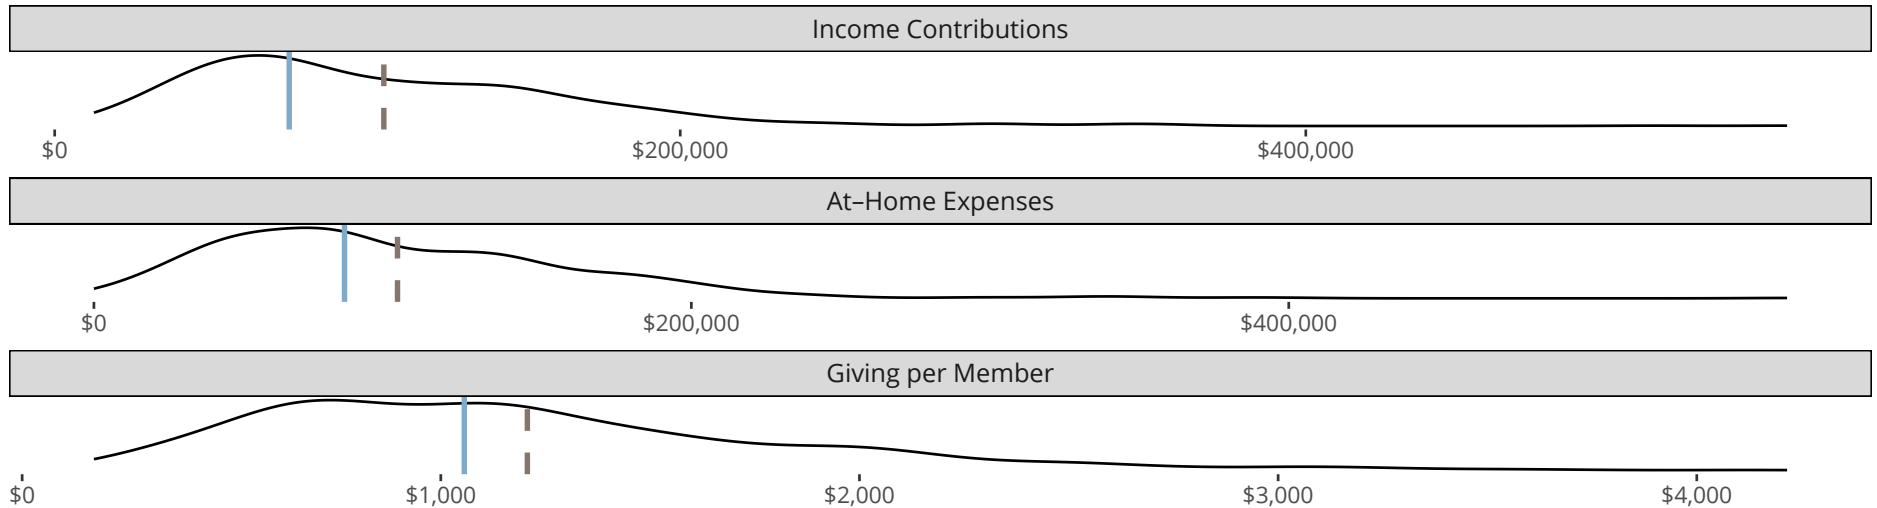 Income Contributions
$0 $200,000 $400,000
At–Home Expenses
$0 $200,000 $400,000
Giving per Member
$0 $1,000 $2,000 $3,000 $4,000